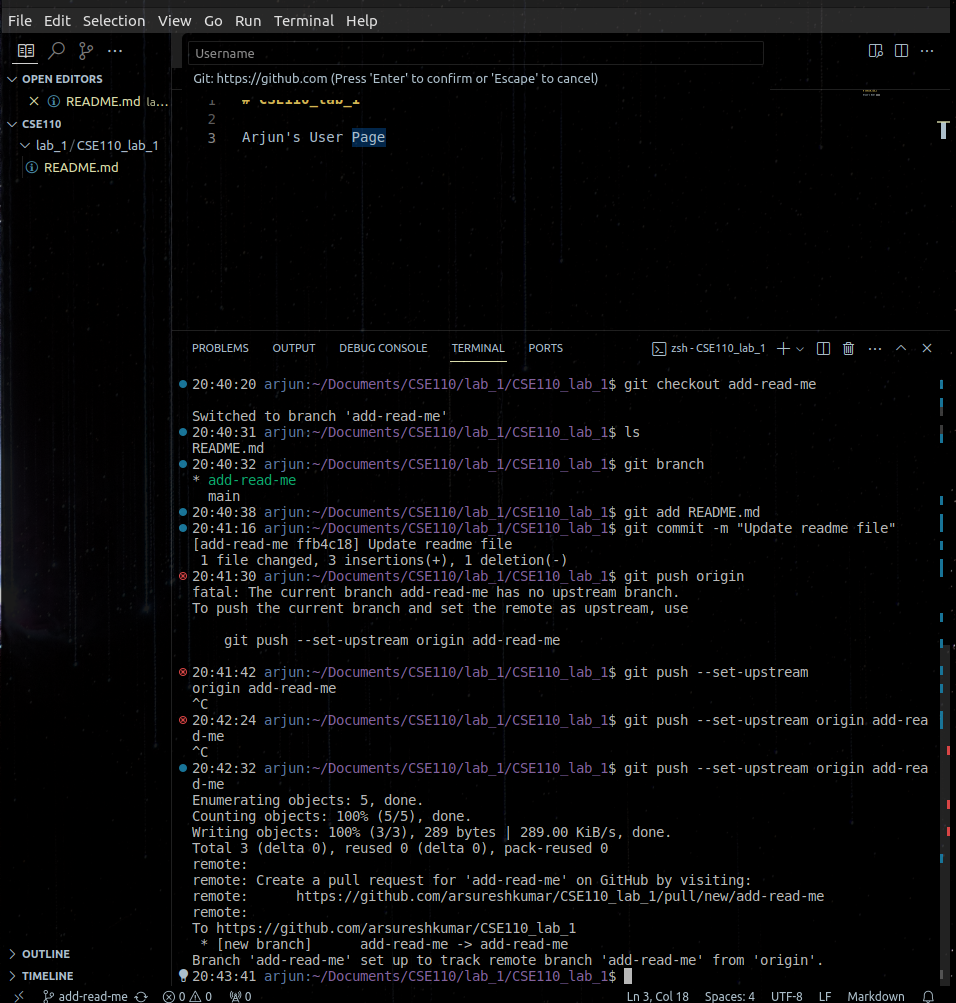 File Edit Selection View Go Run Terminal Help
Username
Git: https://github.com (Press 'Enter' to confirm or 'Escape' to cancel)
OPEN EDITORS
README.md la...
CSE110
lab_1 / CSE110_lab_1
README.md
1 # CSE110_lab_1
2
3 Arjun's User Page
PROBLEMS OUTPUT DEBUG CONSOLE TERMINAL PORTS zsh - CSE110_lab_1
20:40:20 arjun:~/Documents/CSE110/lab_1/CSE110_lab_1$ git checkout add-read-me
Switched to branch 'add-read-me'
20:40:31 arjun:~/Documents/CSE110/lab_1/CSE110_lab_1$ ls
README.md
20:40:32 arjun:~/Documents/CSE110/lab_1/CSE110_lab_1$ git branch
* add-read-me
main
20:40:38 arjun:~/Documents/CSE110/lab_1/CSE110_lab_1$ git add README.md
20:41:16 arjun:~/Documents/CSE110/lab_1/CSE110_lab_1$ git commit -m "Update readme file"
[add-read-me ffb4c18] Update readme file
1 file changed, 3 insertions(+), 1 deletion(-)
20:41:30 arjun:~/Documents/CSE110/lab_1/CSE110_lab_1$ git push origin
fatal: The current branch add-read-me has no upstream branch.
To push the current branch and set the remote as upstream, use
git push --set-upstream origin add-read-me
20:41:42 arjun:~/Documents/CSE110/lab_1/CSE110_lab_1$ git push --set-upstream
origin add-read-me
^C
20:42:24 arjun:~/Documents/CSE110/lab_1/CSE110_lab_1$ git push --set-upstream origin add-rea
d-me
^C
20:42:32 arjun:~/Documents/CSE110/lab_1/CSE110_lab_1$ git push --set-upstream origin add-rea
d-me
Enumerating objects: 5, done.
Counting objects: 100% (5/5), done.
Writing objects: 100% (3/3), 289 bytes | 289.00 KiB/s, done.
Total 3 (delta 0), reused 0 (delta 0), pack-reused 0
remote:
remote: Create a pull request for 'add-read-me' on GitHub by visiting:
remote: https://github.com/arsureshkumar/CSE110_lab_1/pull/new/add-read-me
remote:
To https://github.com/arsureshkumar/CSE110_lab_1
* [new branch] add-read-me -> add-read-me
Branch 'add-read-me' set up to track remote branch 'add-read-me' from 'origin'.
20:43:41 arjun:~/Documents/CSE110/lab_1/CSE110_lab_1$
OUTLINE
TIMELINE
add-read-me 0 0 0 Ln 3, Col 18 Spaces: 4 UTF-8 LF Markdown